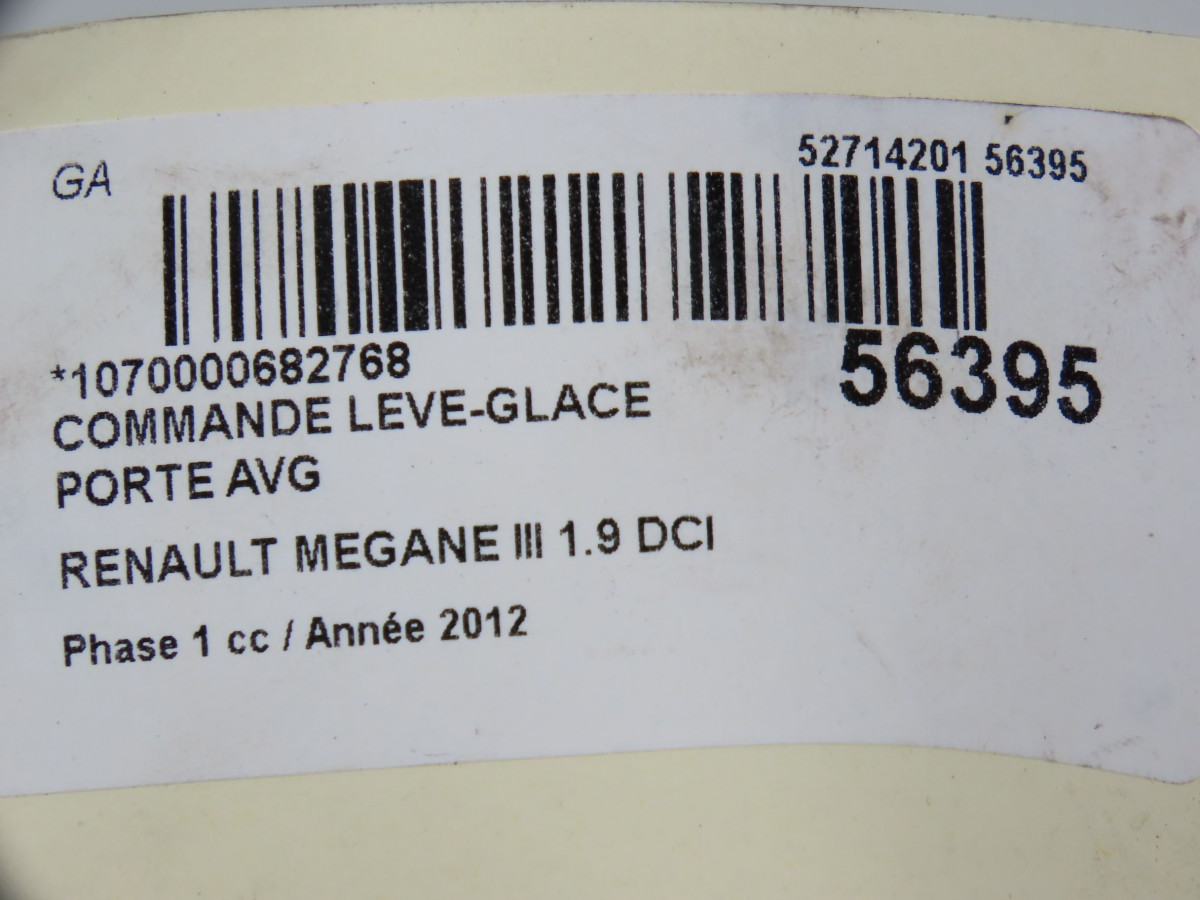 GA
52714201 56395
*1070000682768
56395
COMMANDE LEVE-GLACE
PORTE AVG
RENAULT MEGANE III 1.9 DCI
Phase 1 cc / Année 2012